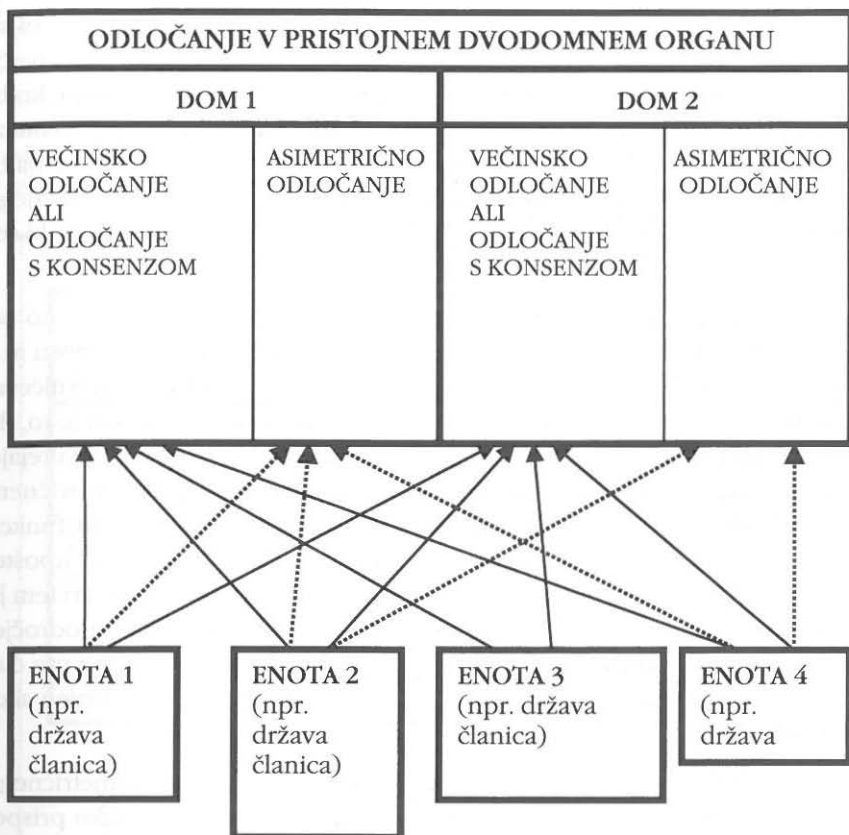 ODLOČANJE V PRISTOJNEM DVODOMNEM ORGANU
DOM 1
DOM 2
VEČINSKO
ODLOČANJE
ALI
ODLOČANJE
S KONSENZOM
ASIMETRIČNO
ODLOČANJE
VEČINSKO
ODLOČANJE
ALI
ODLOČANJE
S KONSENZOM
ASIMETRIČNO
ODLOČANJE
ENOTA 1
(npr.
država
članica)
ENOTA 2
(npr.
država
članica)
ENOTA 3
(npr. država
članica)
ENOTA 4
(npr.
država